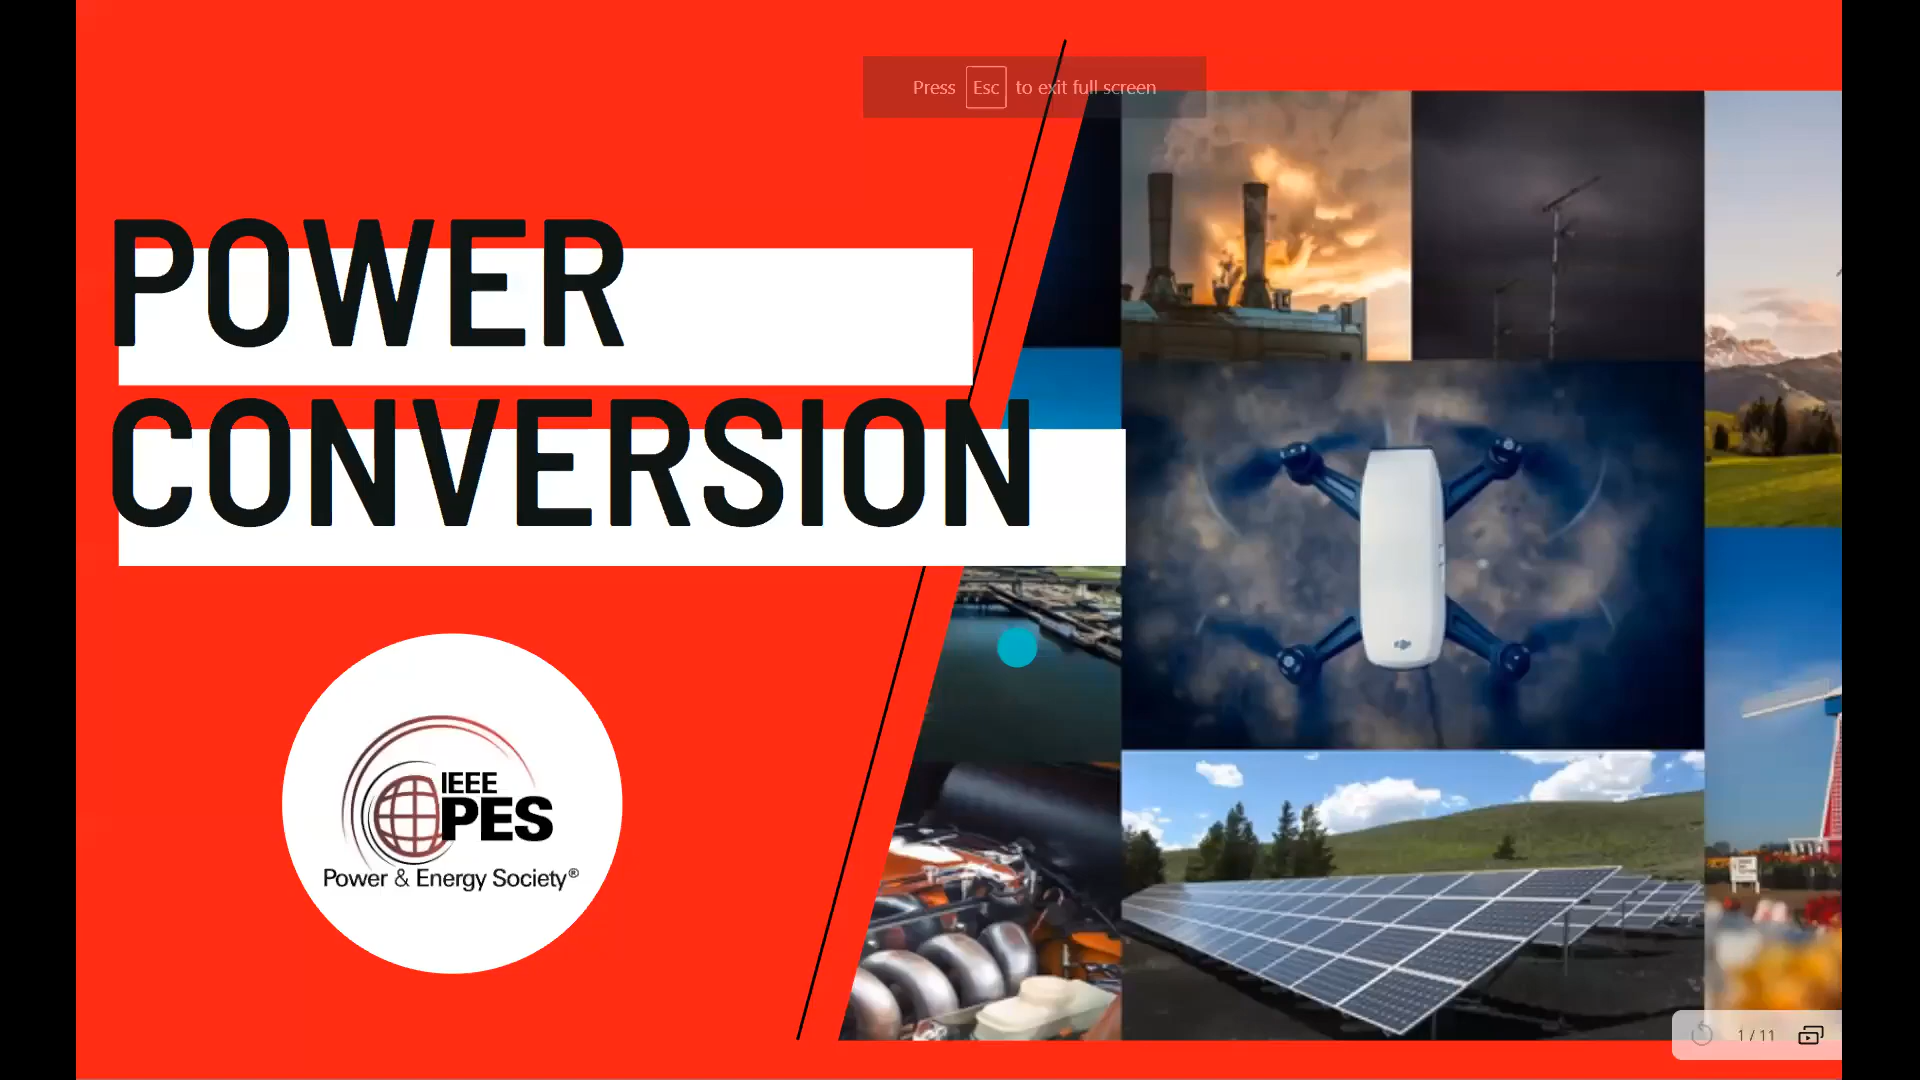 Press Esc to exit full screen
POWER
CONVERSION
IEEE
PES
Power & Energy Society®
1 / 11